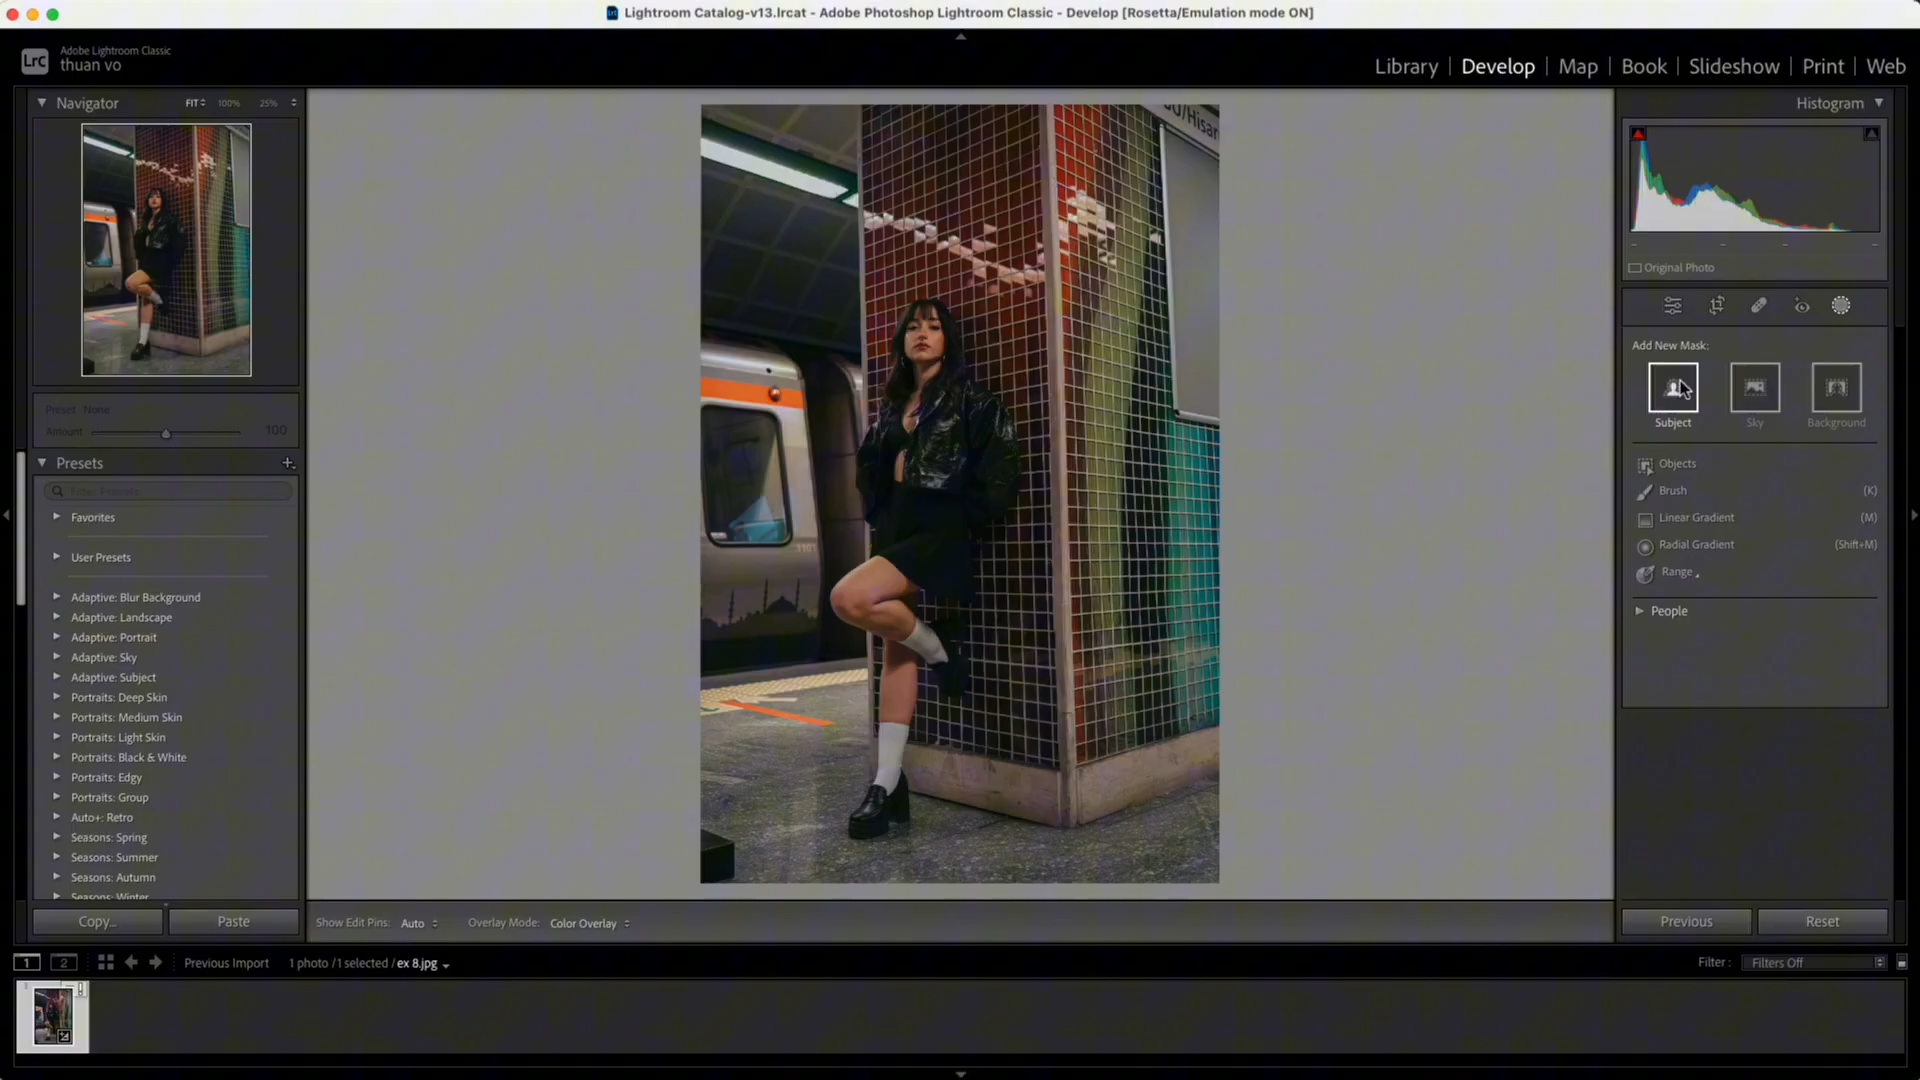 Lightroom Catalog-v13.lrcat - Adobe Photoshop Lightroom Classic - Develop [Rosetta/Emulation mode ON]
LrC
Adobe Lightroom Classic
thuan vo
Library | Develop | Map | Book | Slideshow | Print | Web
Navigator
FIT
100%
25%
Histogram
Original Photo
Add New Mask:
Subject
Sky
Background
Objects
Brush (K)
Linear Gradient (M)
Radial Gradient (Shift+M)
Range
People
Preset None
Amount 100
Presets
Filter Presets
Favorites
User Presets
Adaptive: Blur Background
Adaptive: Landscape
Adaptive: Portrait
Adaptive: Sky
Adaptive: Subject
Portraits: Deep Skin
Portraits: Medium Skin
Portraits: Light Skin
Portraits: Black & White
Portraits: Edgy
Portraits: Group
Auto+: Retro
Seasons: Spring
Seasons: Summer
Seasons: Autumn
Seasons: Winter
/Hisar
1101
Copy...
Paste
Show Edit Pins: Auto
Overlay Mode: Color Overlay
Previous
Reset
1
2
Previous Import
1 photo / 1 selected / ex 8.jpg
Filter :
Filters Off